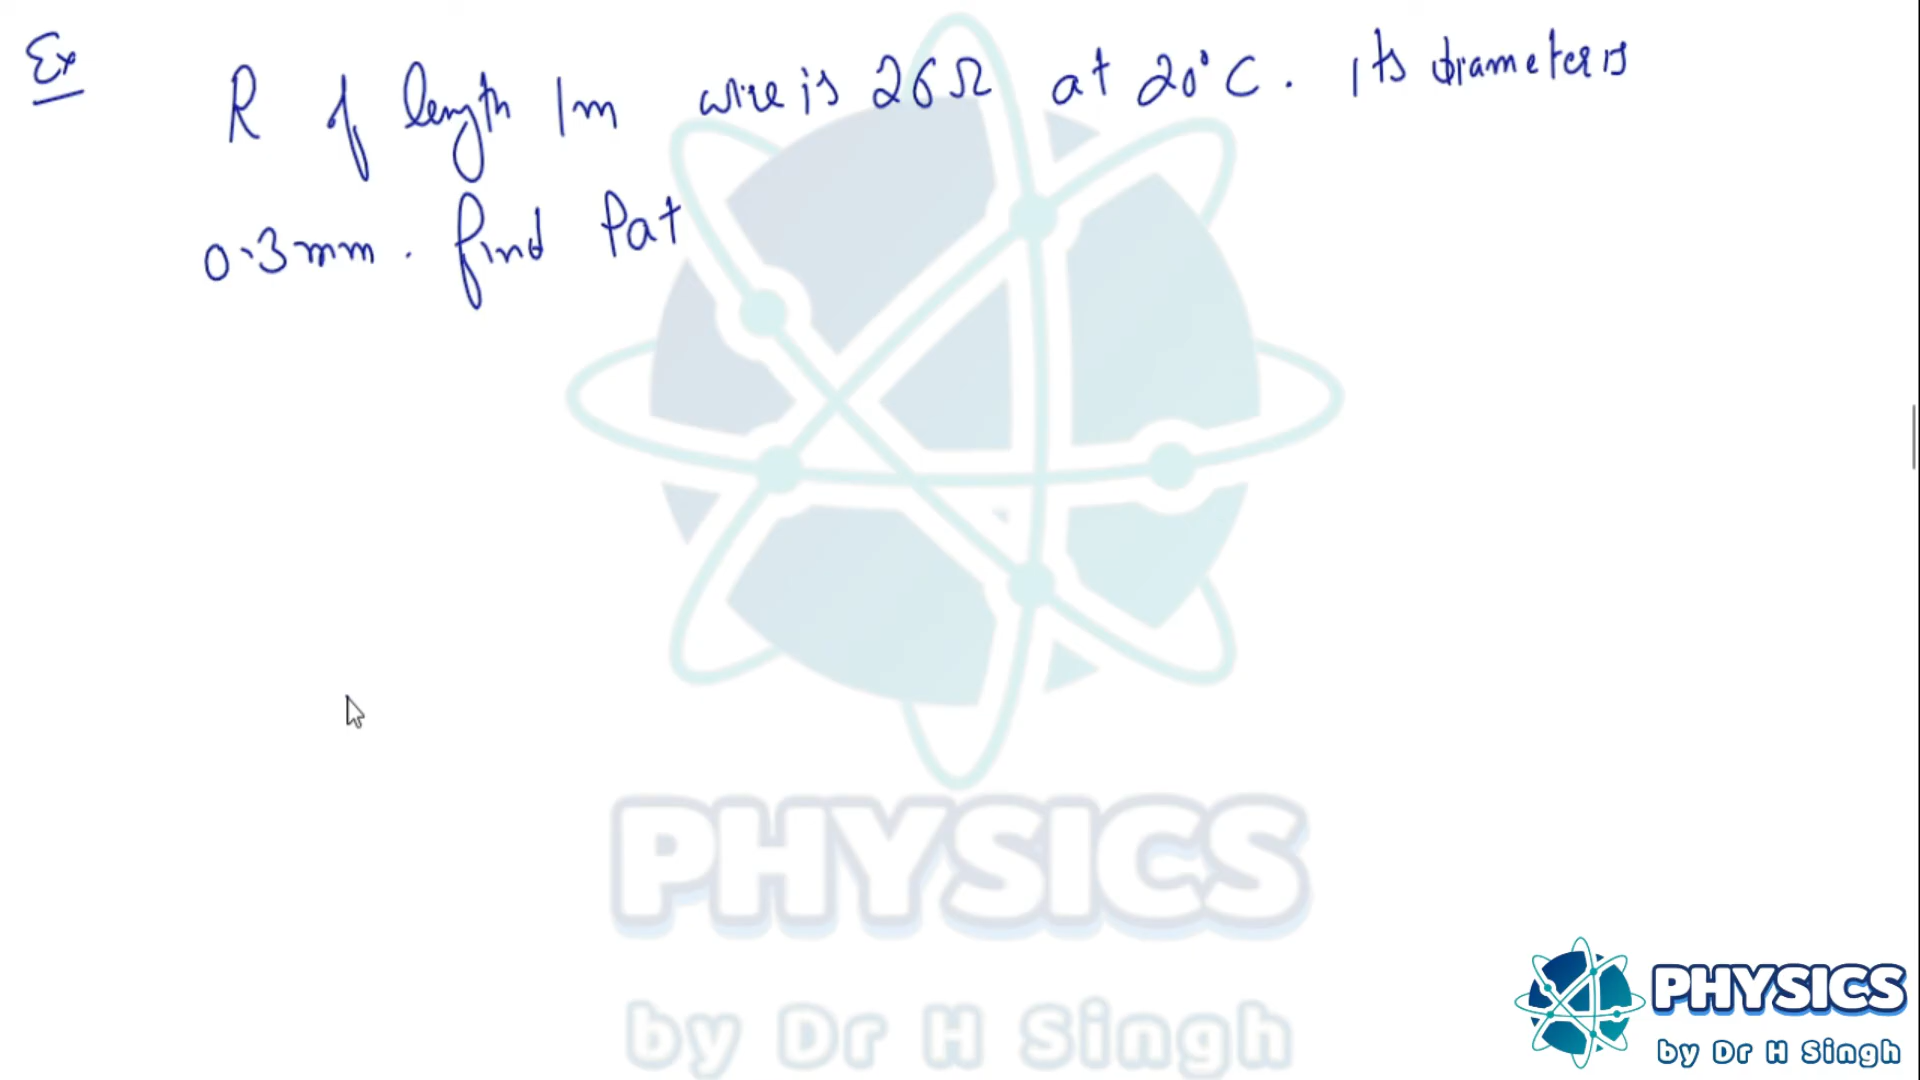 Ex
R of length 1m wire is 26Ω at 20°C. Its diameter is
0.3mm. find ρ at
PHYSICS
by Dr H Singh
PHYSICS
by Dr H Singh